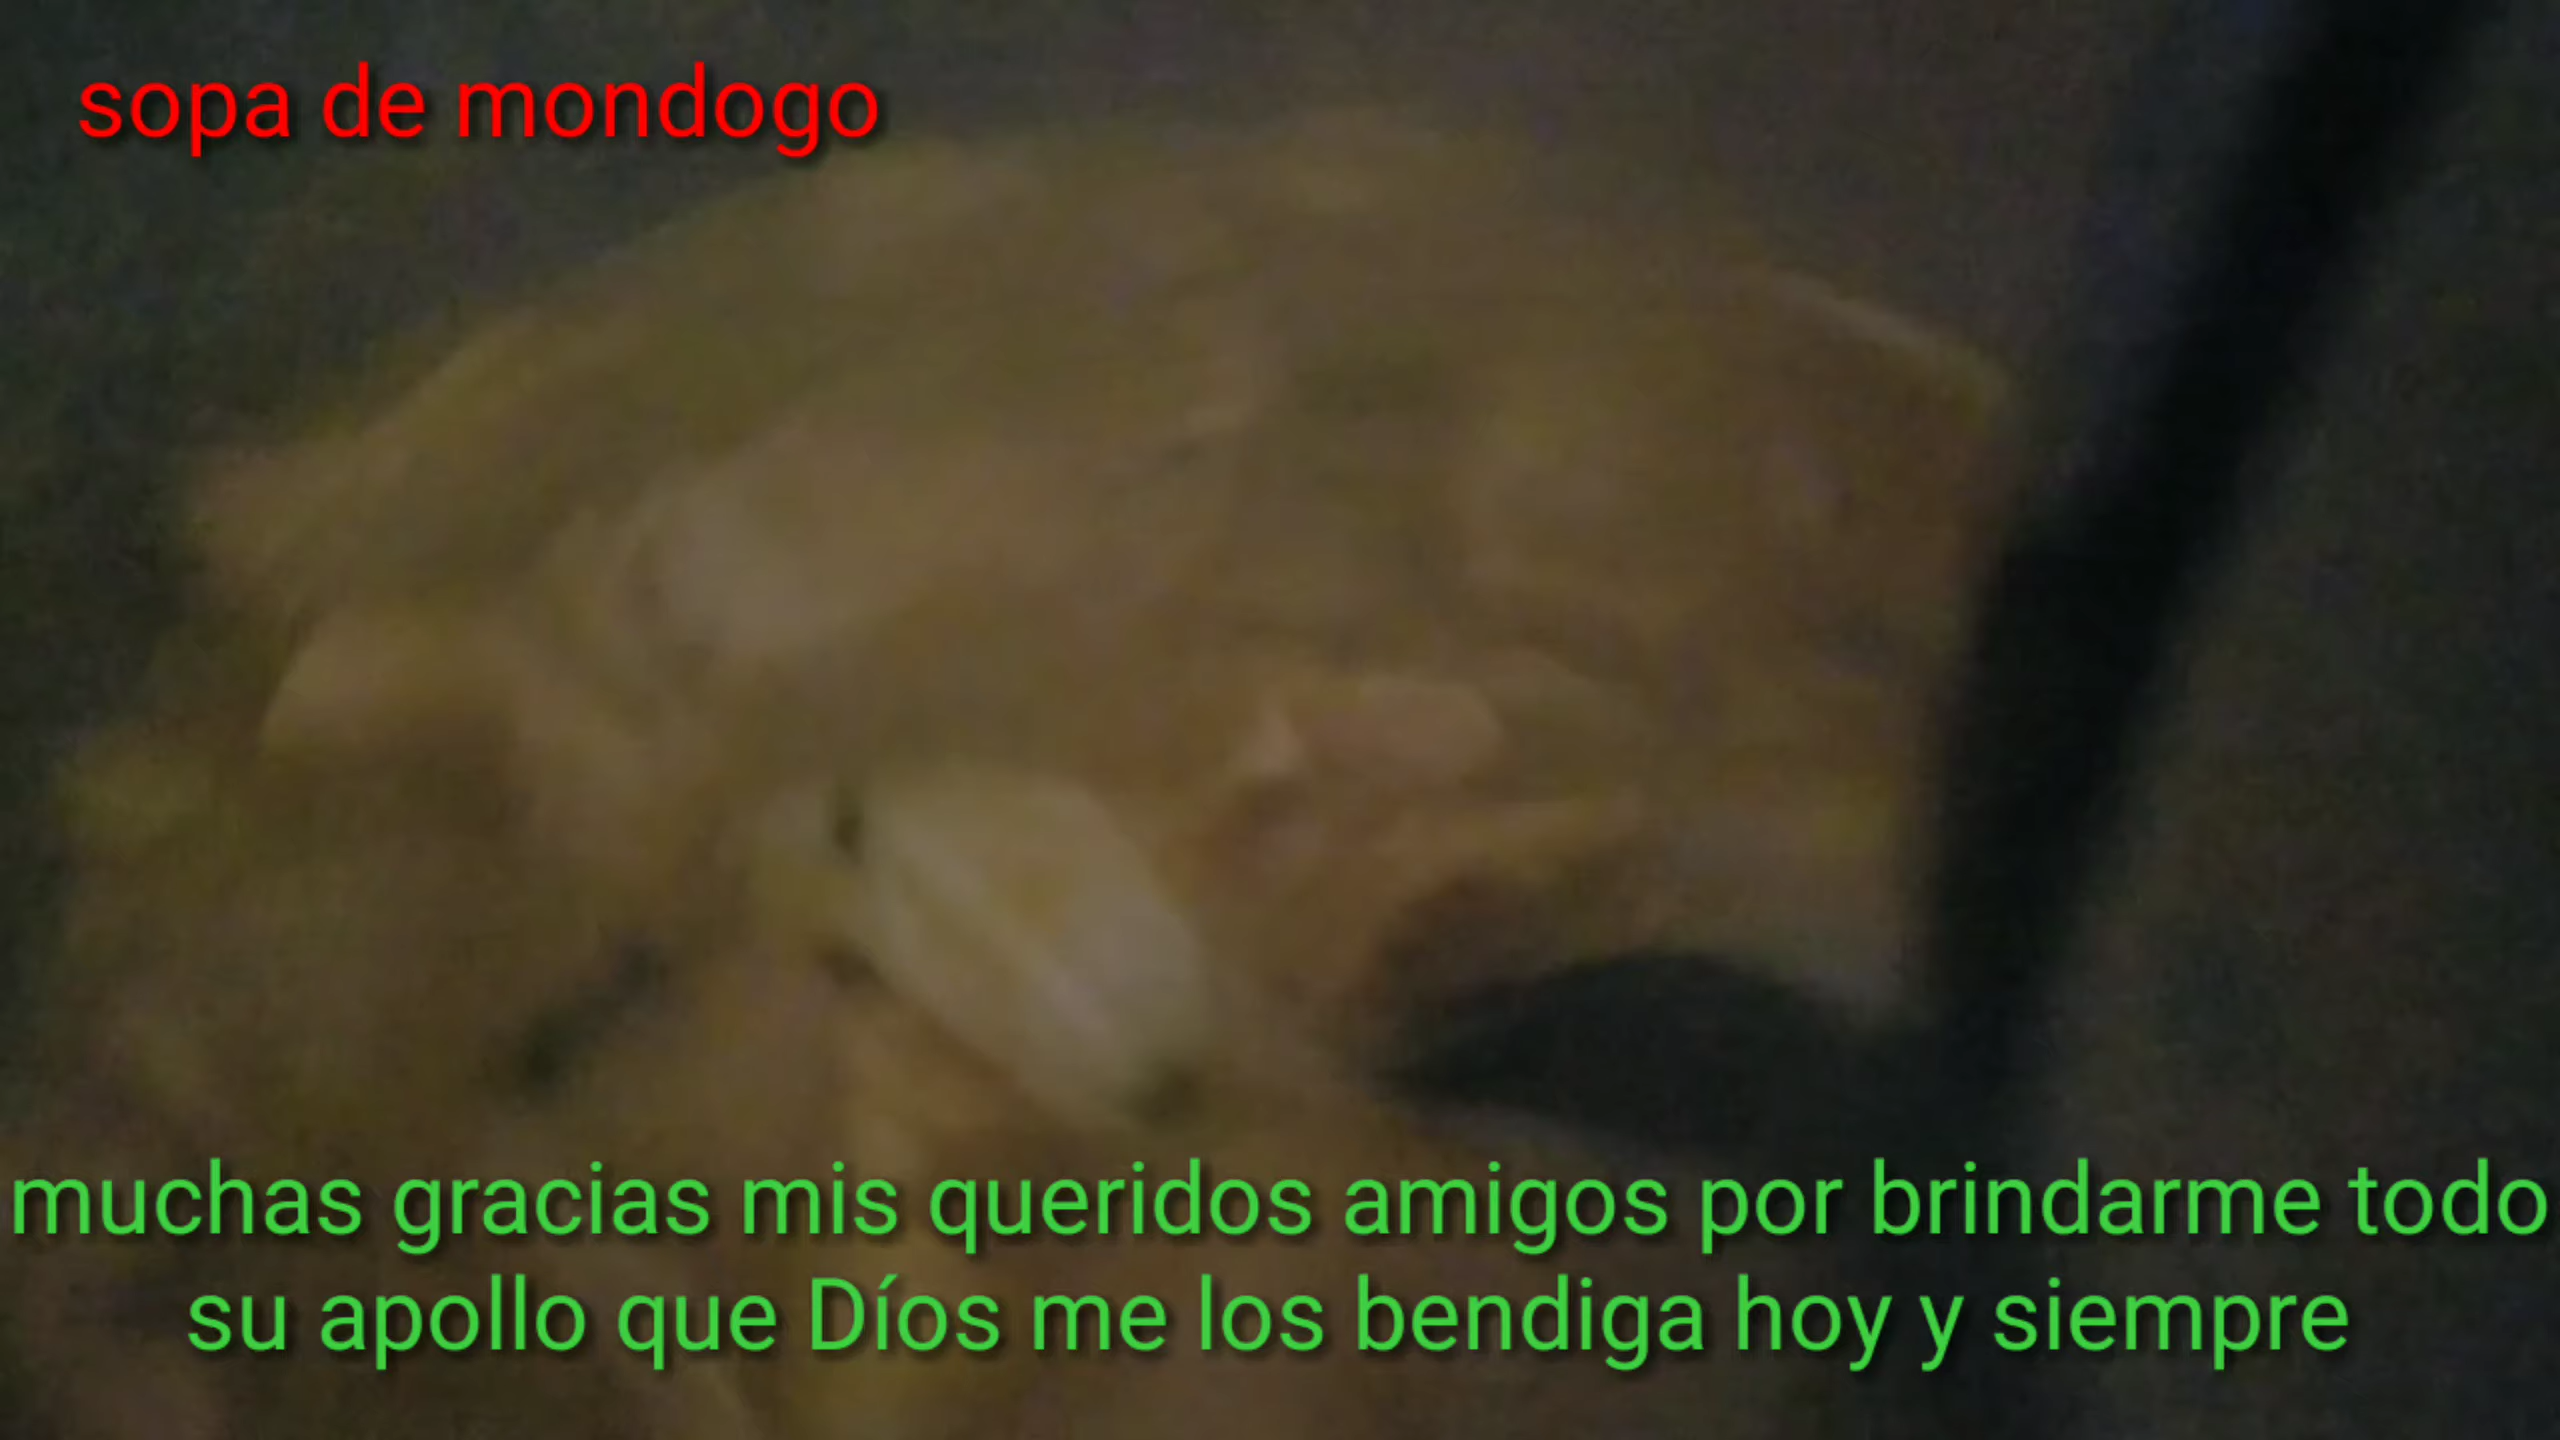 sopa de mondogo
muchas gracias mis queridos amigos por brindarme todo
su apollo que Díos me los bendiga hoy y siempre